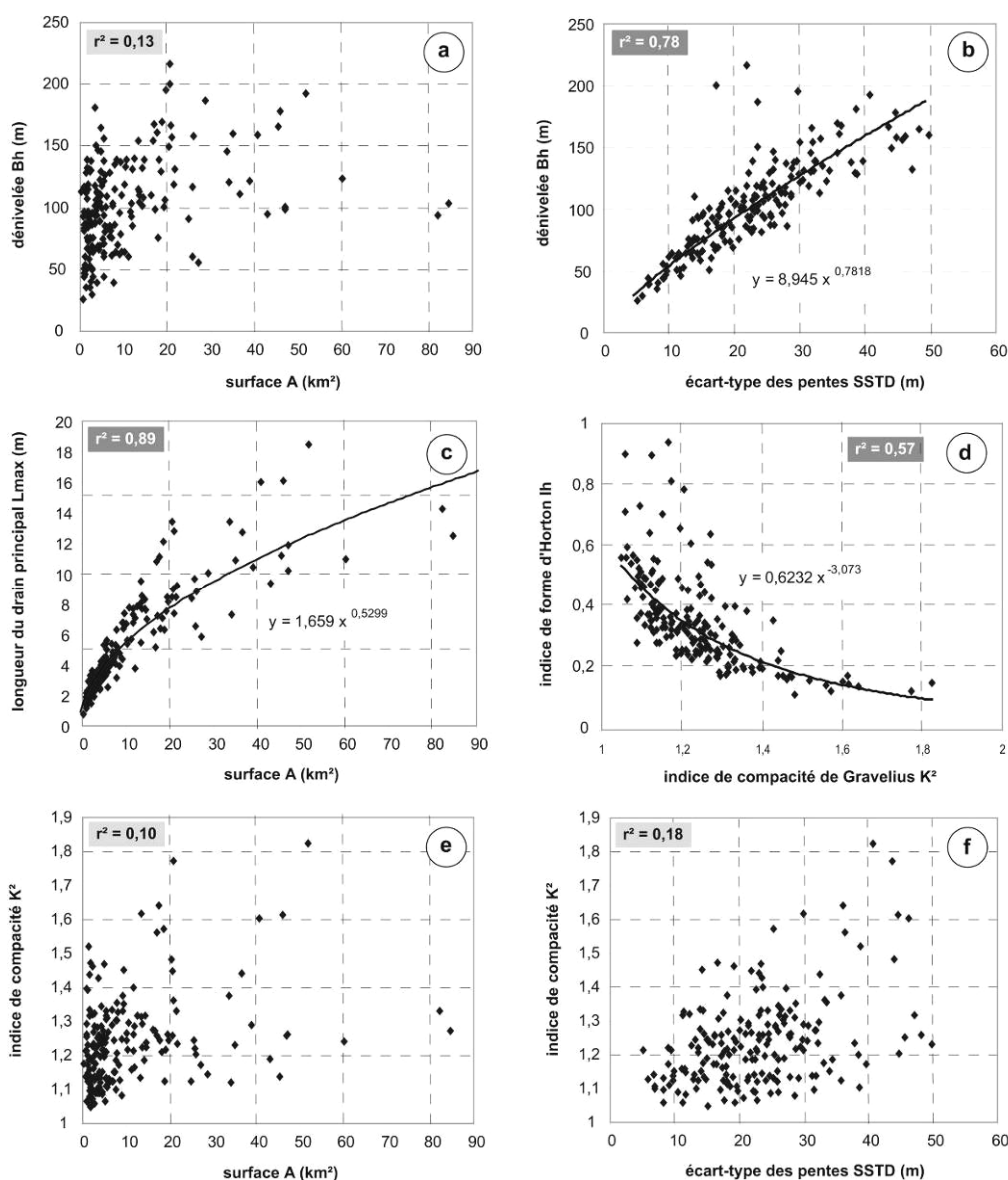 r² = 0,13
a
dénivelée Bh (m)
250
200
150
100
50
0
0 10 20 30 40 50 60 70 80 90
surface A (km²)
r² = 0,78
b
dénivelée Bh (m)
250
200
150
100
50
0
y = 8,945 x 0,7818
0 10 20 30 40 50 60
écart-type des pentes SSTD (m)
r² = 0,89
c
longueur du drain principal Lmax (m)
20
18
16
14
12
10
8
6
4
2
0
y = 1,659 x 0,5299
0 10 20 30 40 50 60 70 80 90
surface A (km²)
r² = 0,57
d
indice de forme d'Horton Ih
1
0,8
0,6
0,4
0,2
0
y = 0,6232 x -3,073
1 1,2 1,4 1,6 1,8 2
indice de compacité de Gravelius K²
r² = 0,10
e
indice de compacité K²
1,9
1,8
1,7
1,6
1,5
1,4
1,3
1,2
1,1
1
0 10 20 30 40 50 60 70 80 90
surface A (km²)
r² = 0,18
f
indice de compacité K²
1,9
1,8
1,7
1,6
1,5
1,4
1,3
1,2
1,1
1
0 10 20 30 40 50 60
écart-type des pentes SSTD (m)